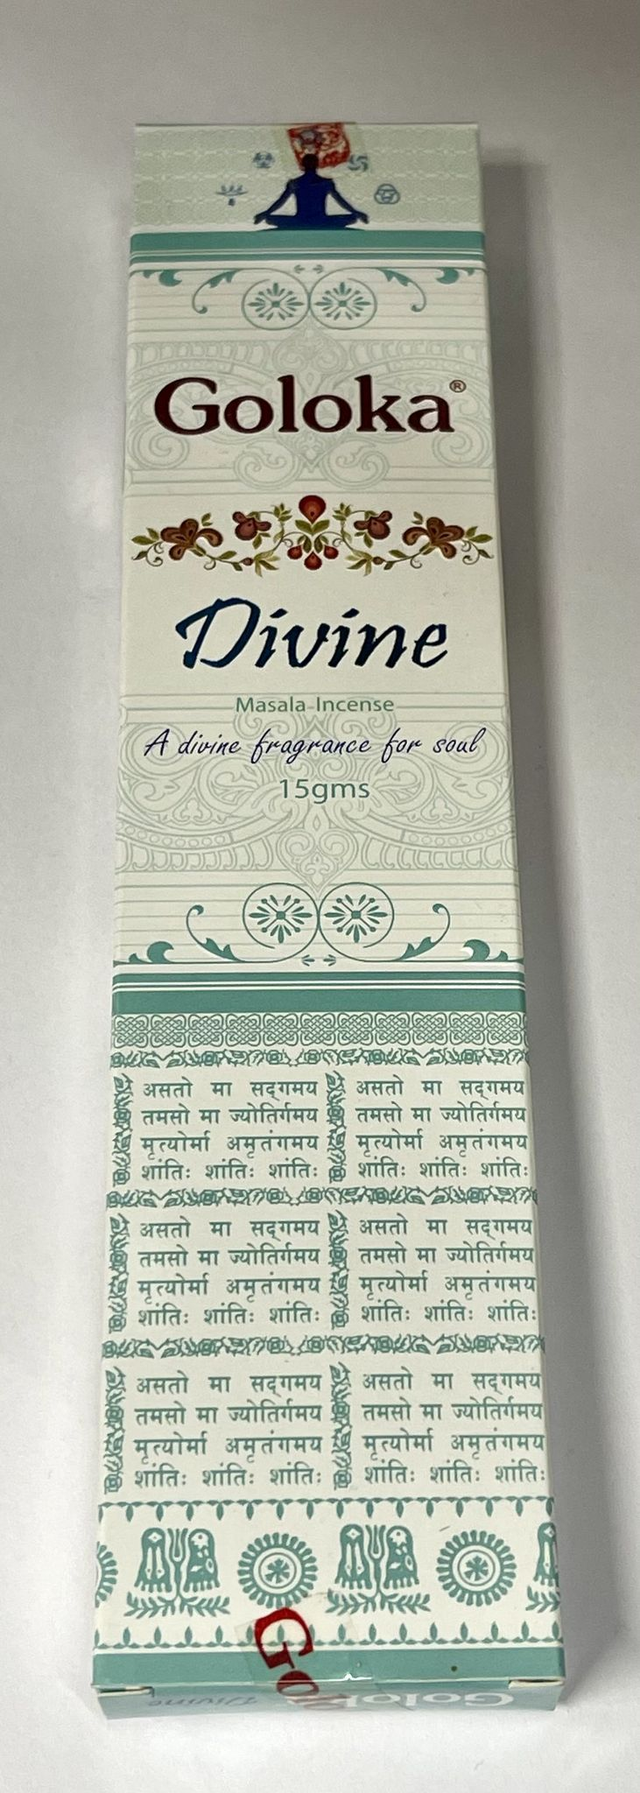 Goloka®
Divine
Masala Incense
A divine fragrance for soul
15gms
असतो मा सद्गमय
तमसो मा ज्योतिर्गमय
मृत्योर्मा अमृतंगमय
शांतिः शांतिः शांतिः
असतो मा सद्गमय
तमसो मा ज्योतिर्गमय
मृत्योर्मा अमृतंगमय
शांतिः शांतिः शांतिः
असतो मा सद्गमय
तमसो मा ज्योतिर्गमय
मृत्योर्मा अमृतंगमय
शांतिः शांतिः शांतिः
असतो मा सद्गमय
तमसो मा ज्योतिर्गमय
मृत्योर्मा अमृतंगमय
शांतिः शांतिः शांतिः
असतो मा सद्गमय
तमसो मा ज्योतिर्गमय
मृत्योर्मा अमृतंगमय
शांतिः शांतिः शांतिः
असतो मा सद्गमय
तमसो मा ज्योतिर्गमय
मृत्योर्मा अमृतंगमय
शांतिः शांतिः शांतिः
Divine